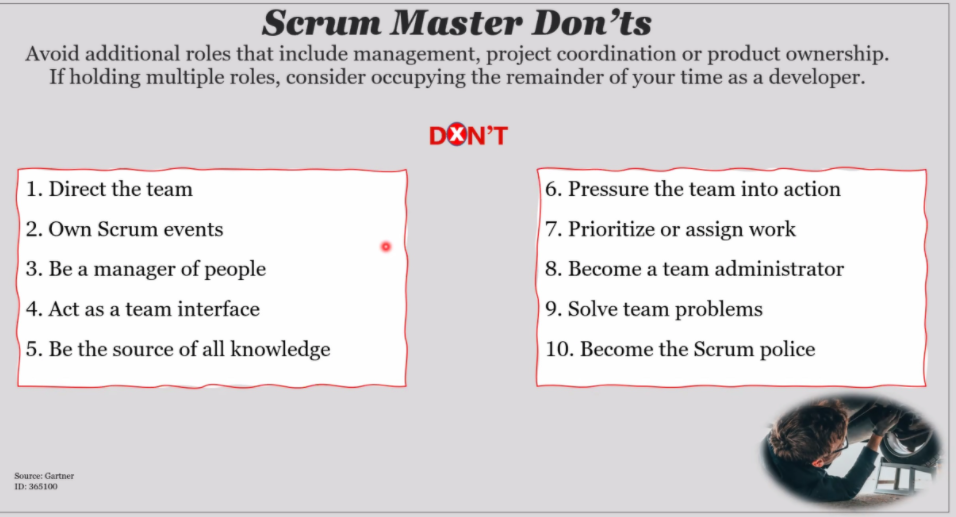 Scrum Master Don’ts
Avoid additional roles that include management, project coordination or product ownership.
If holding multiple roles, consider occupying the remainder of your time as a developer.
DON’T
1. Direct the team
2. Own Scrum events
3. Be a manager of people
4. Act as a team interface
5. Be the source of all knowledge
6. Pressure the team into action
7. Prioritize or assign work
8. Become a team administrator
9. Solve team problems
10. Become the Scrum police
Source: Gartner
ID: 365100